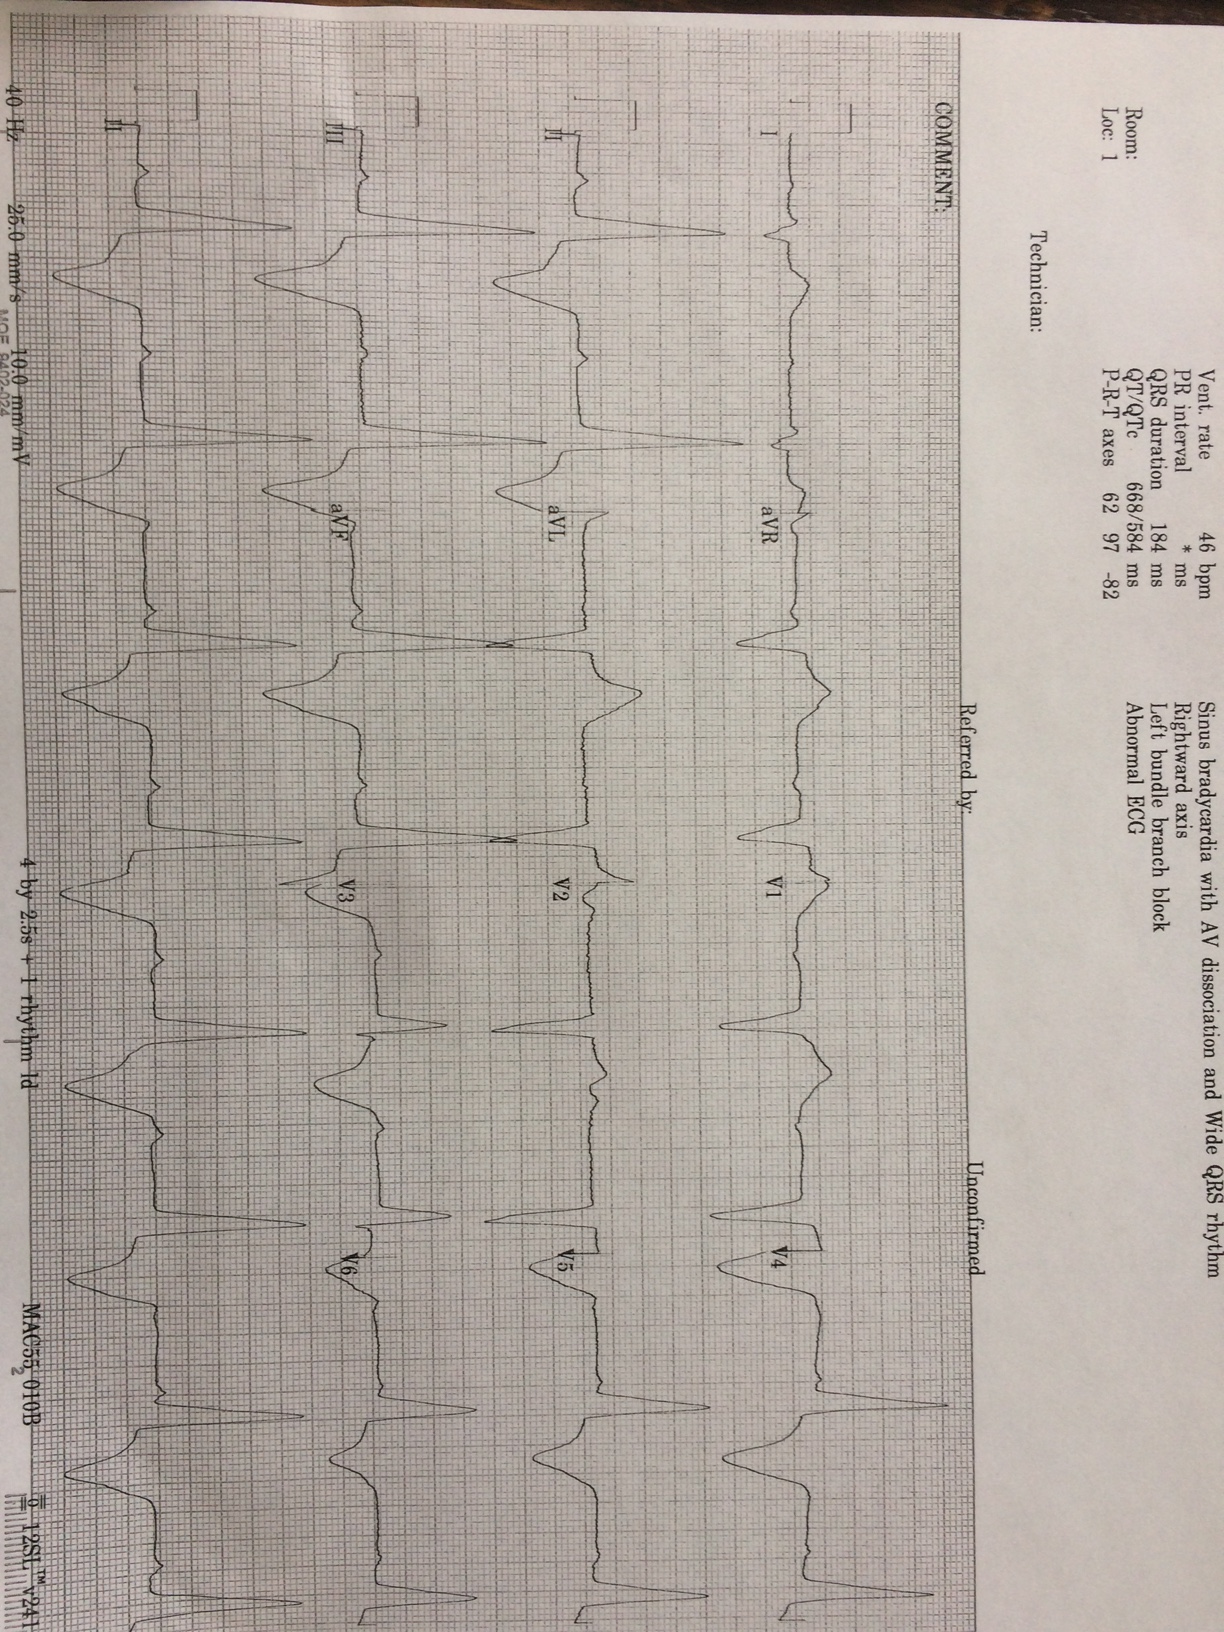 Vent. rate 46 bpm
PR interval * ms
QRS duration 184 ms
QT/QTc 668/584 ms
P-R-T axes 62 97 -82
Sinus bradycardia with AV dissociation and Wide QRS rhythm
Rightward axis
Left bundle branch block
Abnormal ECG
Room:
Loc: 1
Technician:
Referred by:
Unconfirmed
COMMENT:
I aVR V1 V4
II aVL V2 V5
III aVF V3 V6
II
40 Hz 25.0 mm/s 10.0 mm/mV 4 by 2.5s + 1 rhythm ld MAC55 010B 12SL™ v241
2